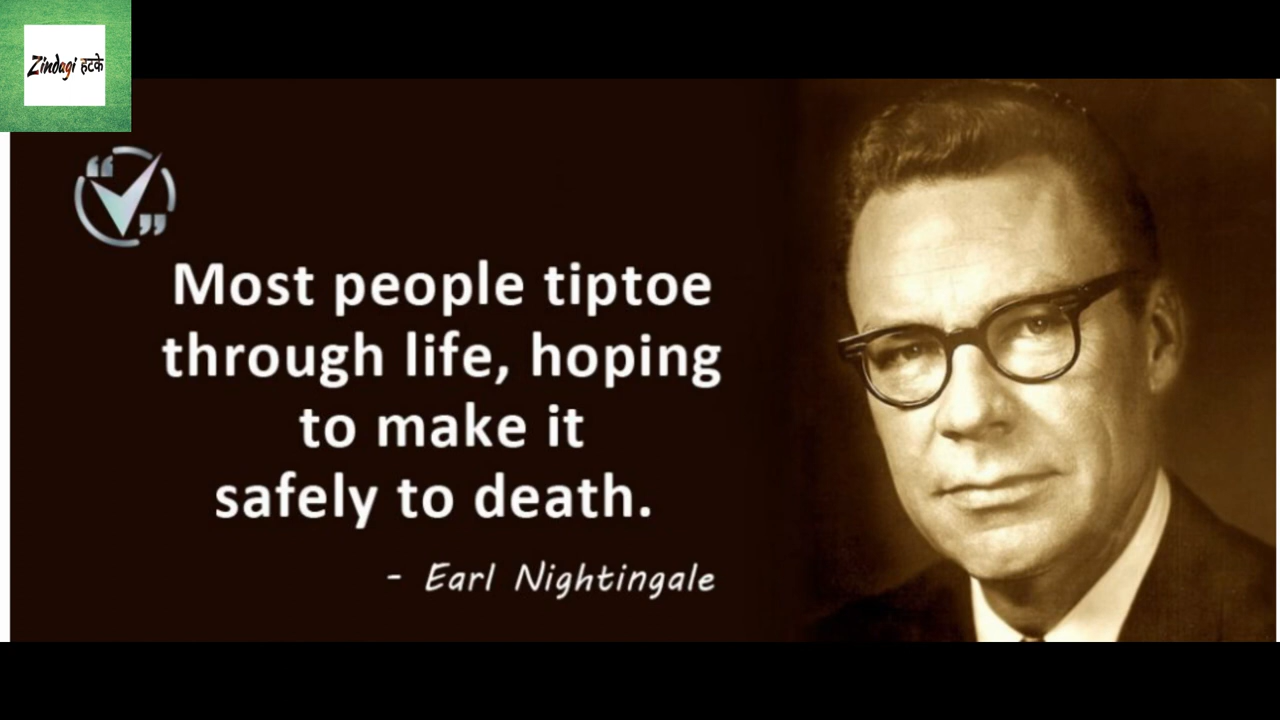 Zindagi हटके
Most people tiptoe
through life, hoping
to make it
safely to death.
- Earl Nightingale